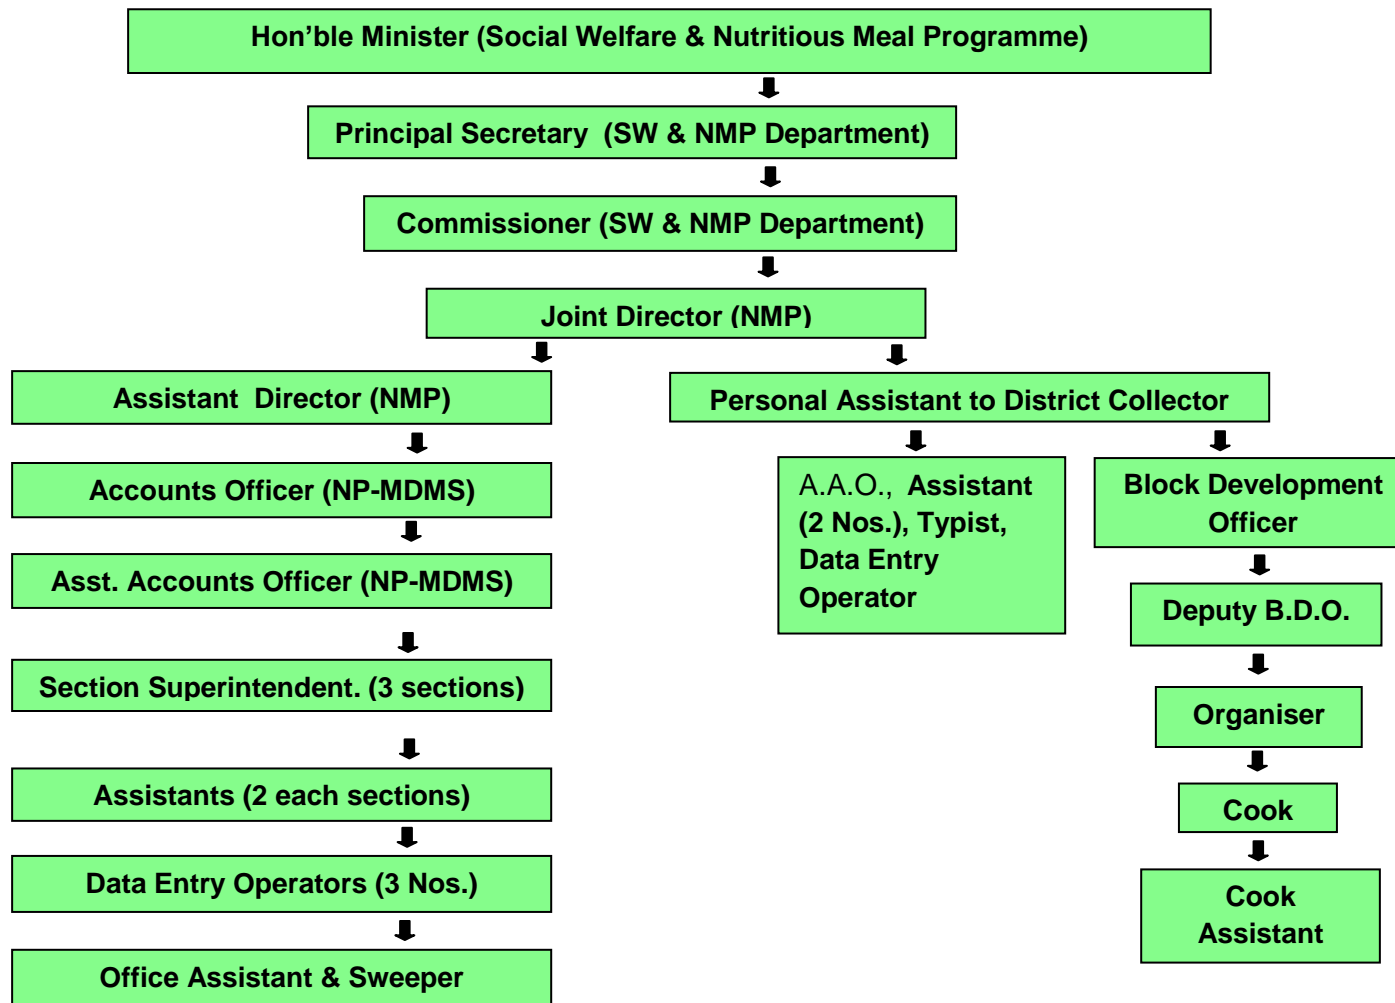 Hon’ble Minister (Social Welfare & Nutritious Meal Programme)
Principal Secretary (SW & NMP Department)
Commissioner (SW & NMP Department)
Joint Director (NMP)
Assistant Director (NMP)
Accounts Officer (NP-MDMS)
Asst. Accounts Officer (NP-MDMS)
Section Superintendent. (3 sections)
Assistants (2 each sections)
Data Entry Operators (3 Nos.)
Office Assistant & Sweeper
Personal Assistant to District Collector
A.A.O., Assistant
(2 Nos.), Typist,
Data Entry
Operator
Block Development
Officer
Deputy B.D.O.
Organiser
Cook
Cook
Assistant